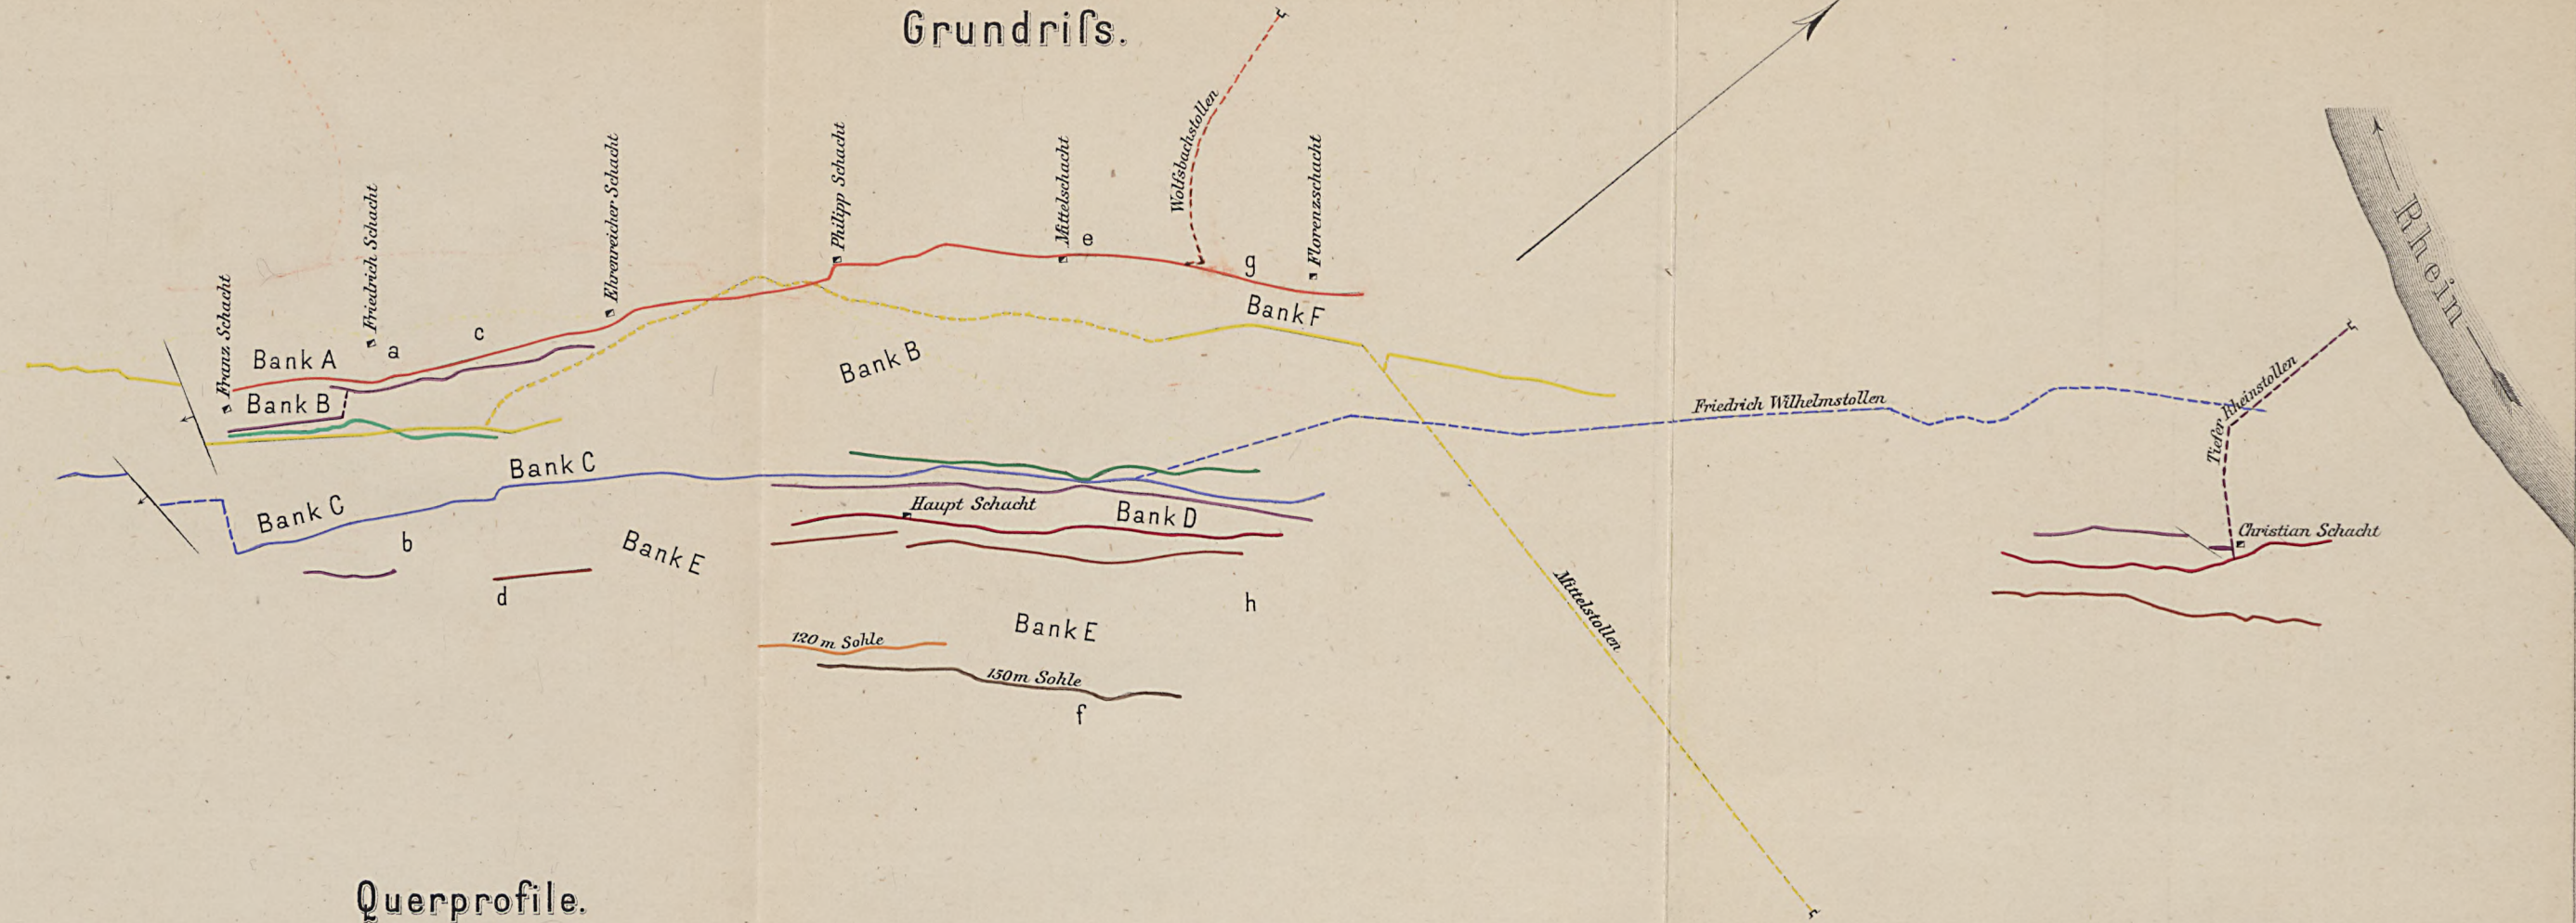 Grundriſs.
Wolfsbachstollen
Philipp Schacht
Mittelschacht
Florenzschacht
Ehrenreicher Schacht
Friedrich Schacht
Franz Schacht
e
g
Rhein
Bank F
c
a
Bank A
Bank B
Bank B
Friedrich Wilhelmstollen
Tiefer Rheinstollen
Bank C
Bank C
Haupt Schacht
Bank D
Christian Schacht
b
Bank E
d
h
Mittelstollen
Bank E
120 m Sohle
150 m Sohle
f
Querprofile.